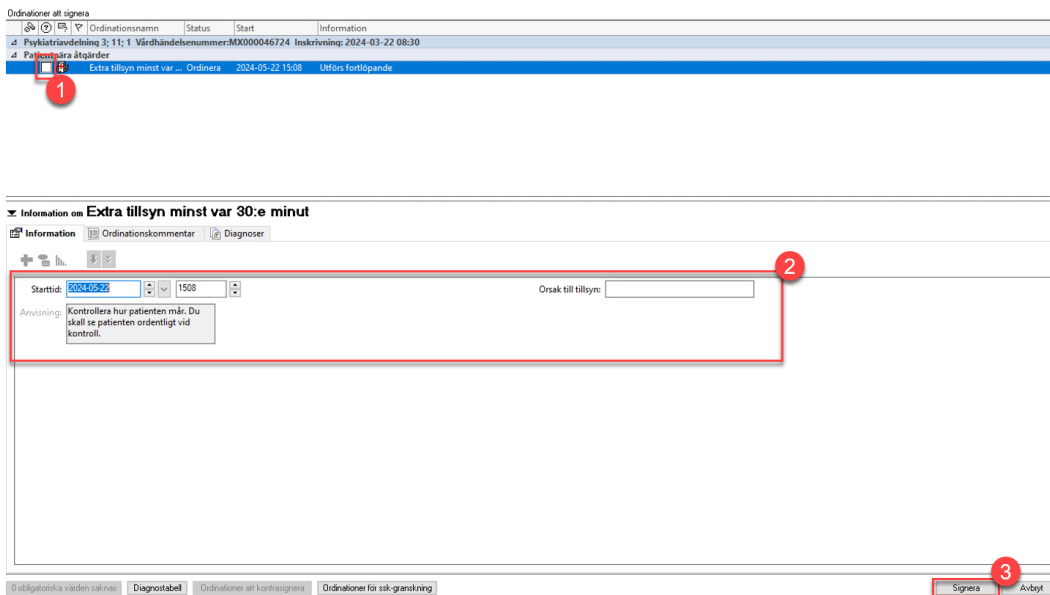 Ordinationer att signera
Ordinationsnamn Status Start Information
Psykiatriavdelning 3; 11; 1 Vårdhändelsenummer:MX000046724 Inskrivning: 2024-03-22 08:30
Patientnära åtgärder
Extra tillsyn minst var ... Ordinera 2024-05-22 15:08 Utförs fortlöpande
1
Information om Extra tillsyn minst var 30:e minut
Information Ordinationskommentar Diagnoser
2
Starttid: 2024-05-22 1508 Orsak till tillsyn:
Anvisning: Kontrollera hur patienten mår. Du
skall se patienten ordentligt vid
kontroll.
3
0 obligatoriska värden saknas Diagnostabell Ordinationer att kontrasignera Ordinationer för ssk-granskning Signera Avbryt